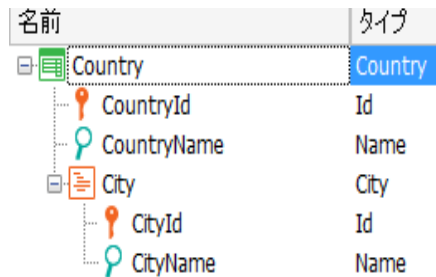 名前 タイプ
Country Country
CountryId Id
CountryName Name
City City
CityId Id
CityName Name